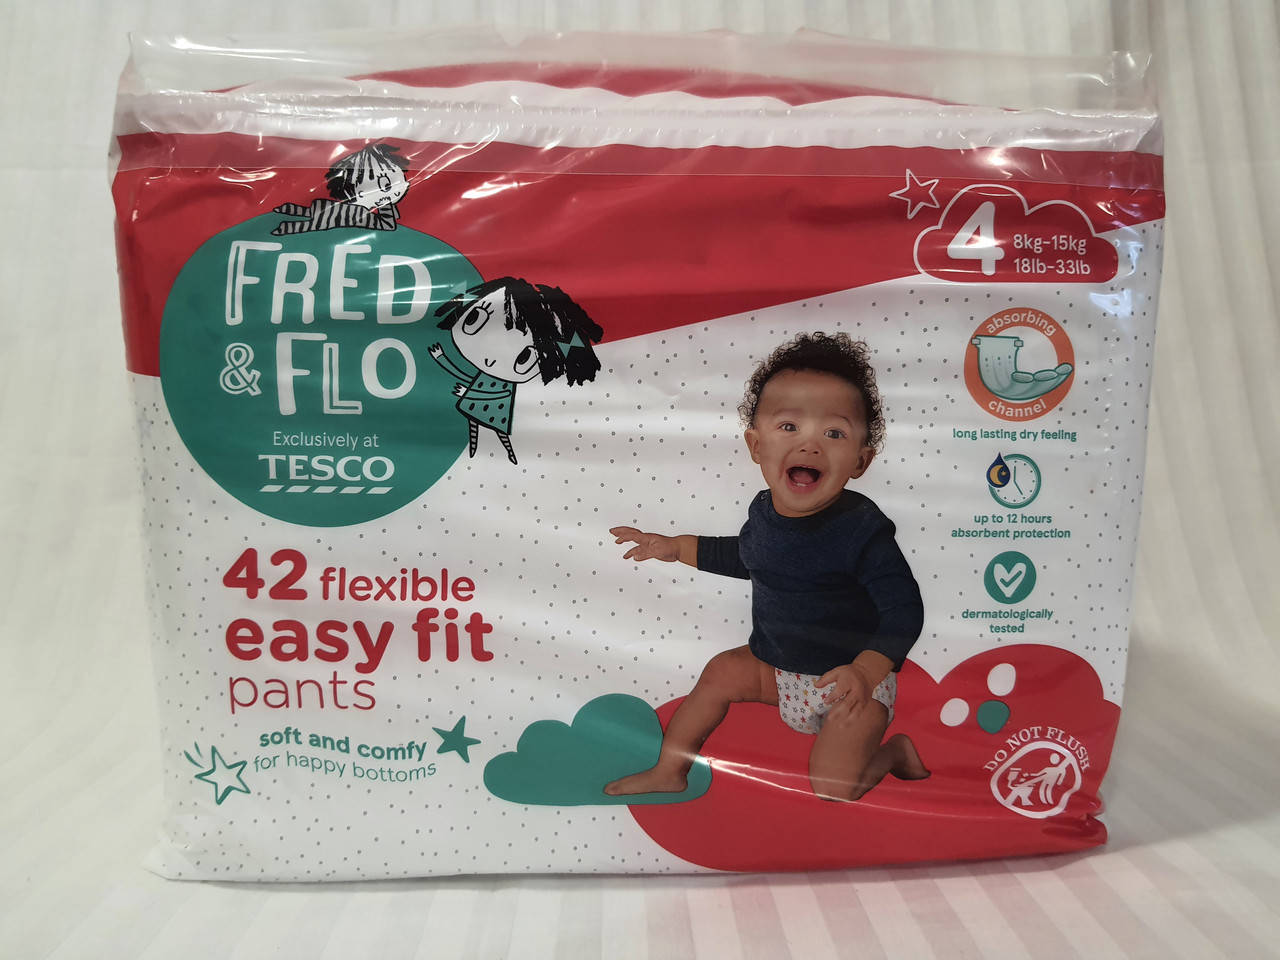 FRED
& FLO
Exclusively at
TESCO
42 flexible
easy fit
pants
soft and comfy
for happy bottoms
4
8kg-15kg
18lb-33lb
absorbing
channel
long lasting dry feeling
up to 12 hours
absorbent protection
dermatologically
tested
DO NOT FLUSH